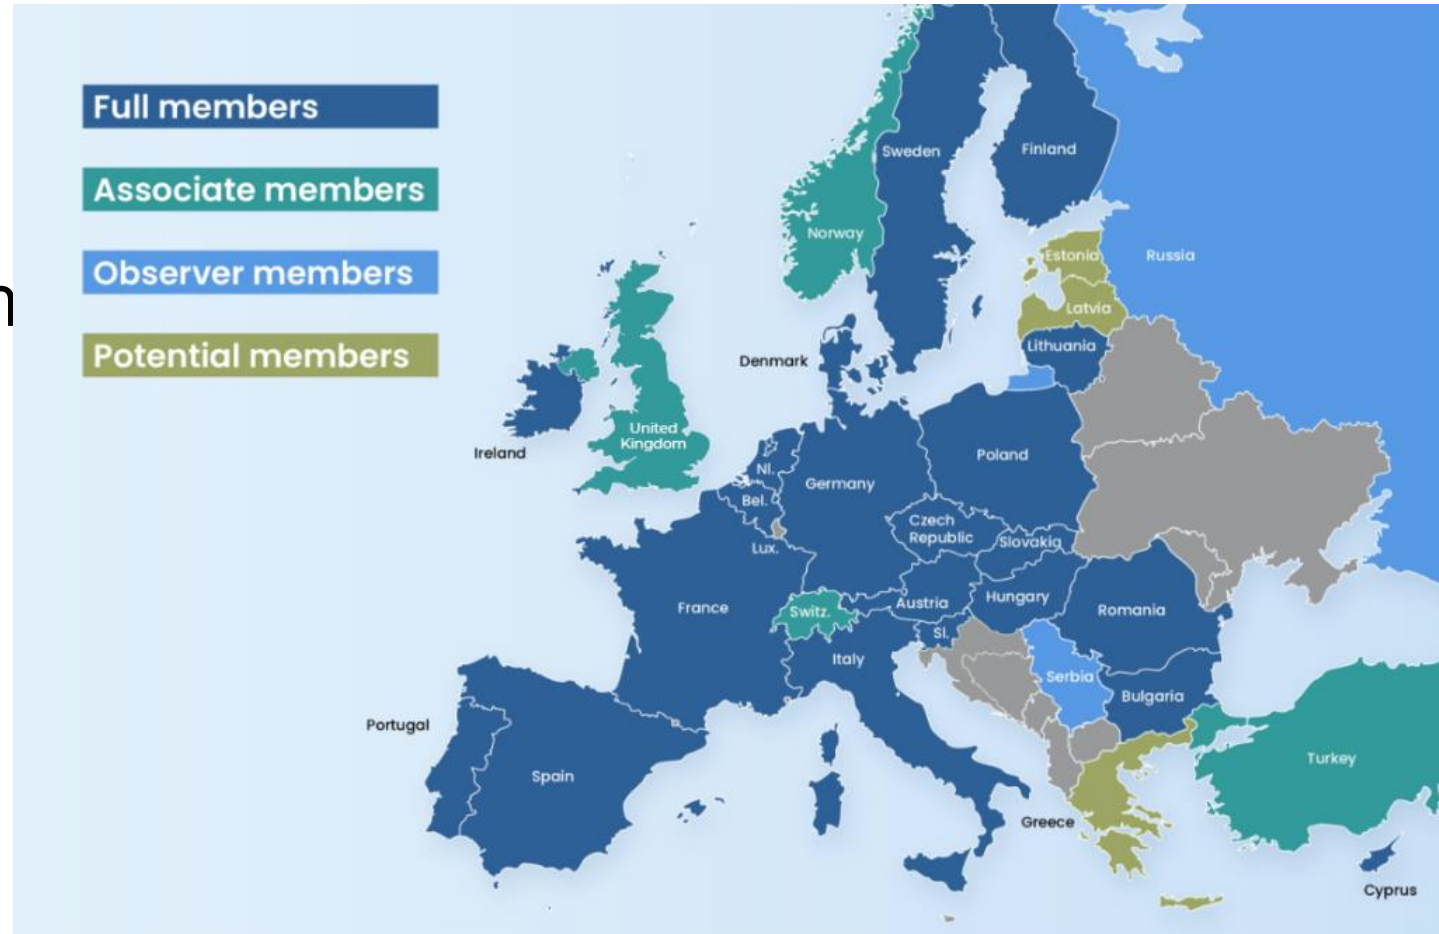 Full members
Associate members
Observer members
Potential members
n
Sweden
Finland
Norway
Estonia
Russia
Latvia
Lithuania
Denmark
United
Kingdom
Ireland
Nl.
Poland
Germany
Bel.
Czech
Republic
Slovakia
Lux.
France
Switz.
Austria
Hungary
Romania
Sl.
Italy
Serbia
Bulgaria
Portugal
Spain
Turkey
Greece
Cyprus